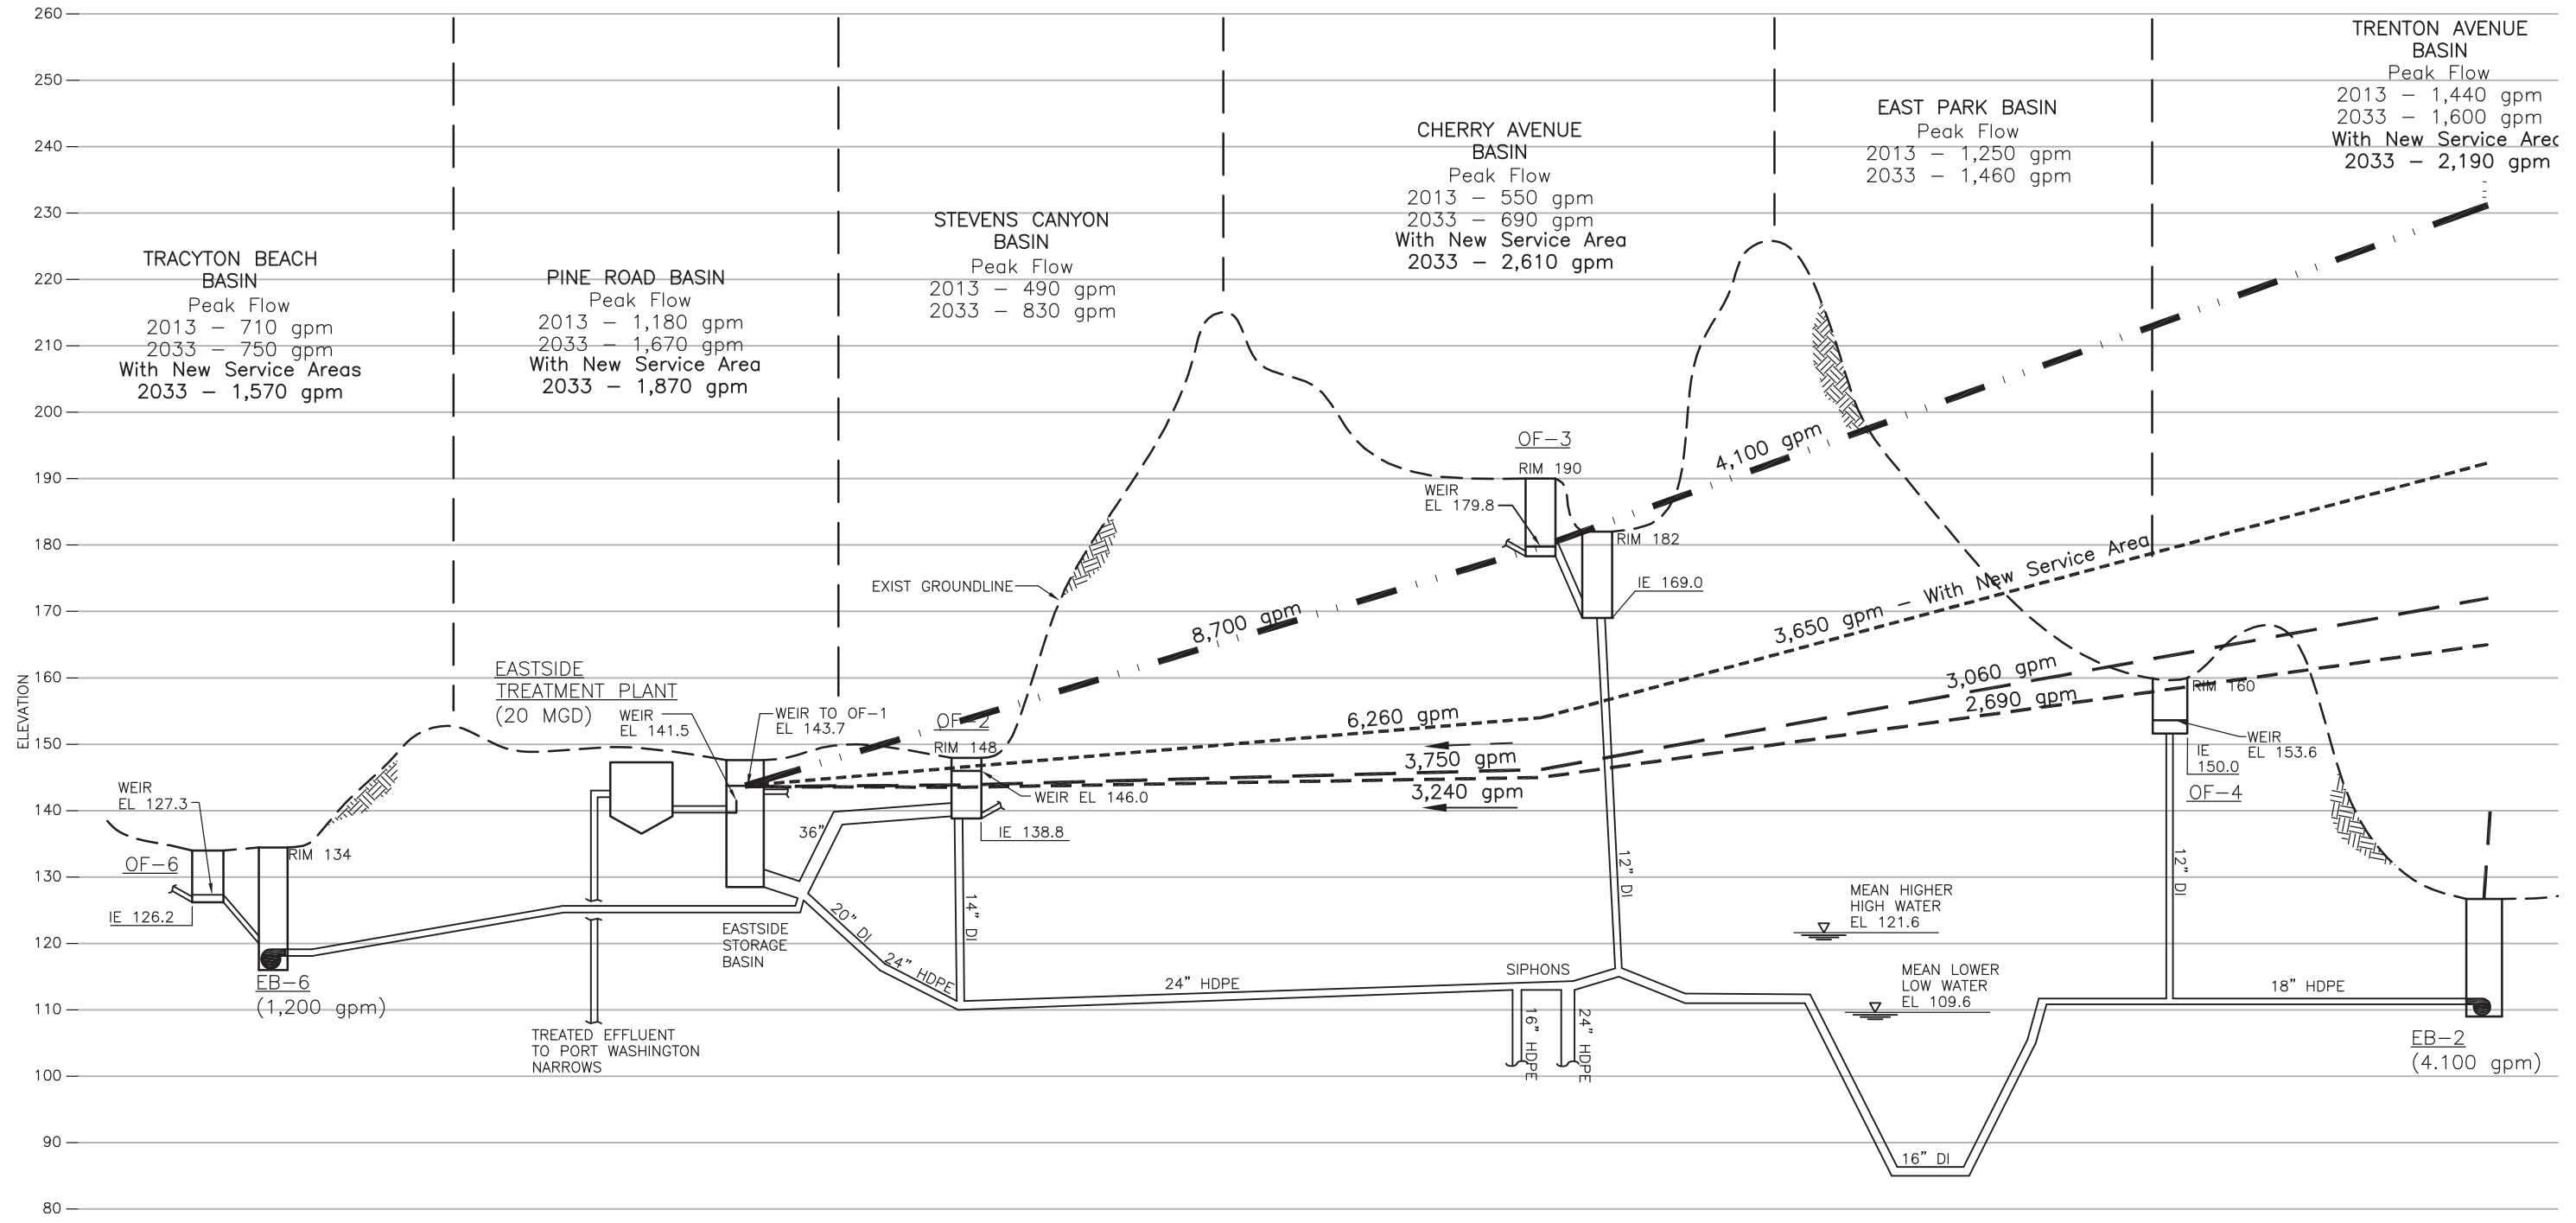 260
250
240
230
220
210
200
190
180
170
160
150
140
130
120
110
100
90
80
ELEVATION
TRACYTON BEACH
BASIN
Peak Flow
2013 – 710 gpm
2033 – 750 gpm
With New Service Areas
2033 – 1,570 gpm
PINE ROAD BASIN
Peak Flow
2013 – 1,180 gpm
2033 – 1,670 gpm
With New Service Area
2033 – 1,870 gpm
STEVENS CANYON
BASIN
Peak Flow
2013 – 490 gpm
2033 – 830 gpm
CHERRY AVENUE
BASIN
Peak Flow
2013 – 550 gpm
2033 – 690 gpm
With New Service Area
2033 – 2,610 gpm
EAST PARK BASIN
Peak Flow
2013 – 1,250 gpm
2033 – 1,460 gpm
TRENTON AVENUE
BASIN
Peak Flow
2013 – 1,440 gpm
2033 – 1,600 gpm
With New Service Area
2033 – 2,190 gpm
OF-3
RIM 190
WEIR
EL 179.8
RIM 182
IE 169.0
4,100 gpm
8,700 gpm
3,650 gpm – With New Service Area
3,060 gpm
2,690 gpm
6,260 gpm
3,750 gpm
3,240 gpm
EXIST GROUNDLINE
EASTSIDE
TREATMENT PLANT
(20 MGD)
WEIR
EL 141.5
WEIR TO OF-1
EL 143.7
OF-2
RIM 148
WEIR EL 146.0
IE 138.8
36"
WEIR
EL 127.3
OF-6
RIM 134
IE 126.2
EB-6
(1,200 gpm)
TREATED EFFLUENT
TO PORT WASHINGTON
NARROWS
EASTSIDE
STORAGE
BASIN
20" DI
24" HDPE
14" DI
24" HDPE
SIPHONS
16" HDPE
24" HDPE
12" DI
MEAN HIGHER
HIGH WATER
EL 121.6
MEAN LOWER
LOW WATER
EL 109.6
16" DI
RIM 160
WEIR
EL 153.6
IE
150.0
OF-4
12" DI
18" HDPE
EB-2
(4.100 gpm)